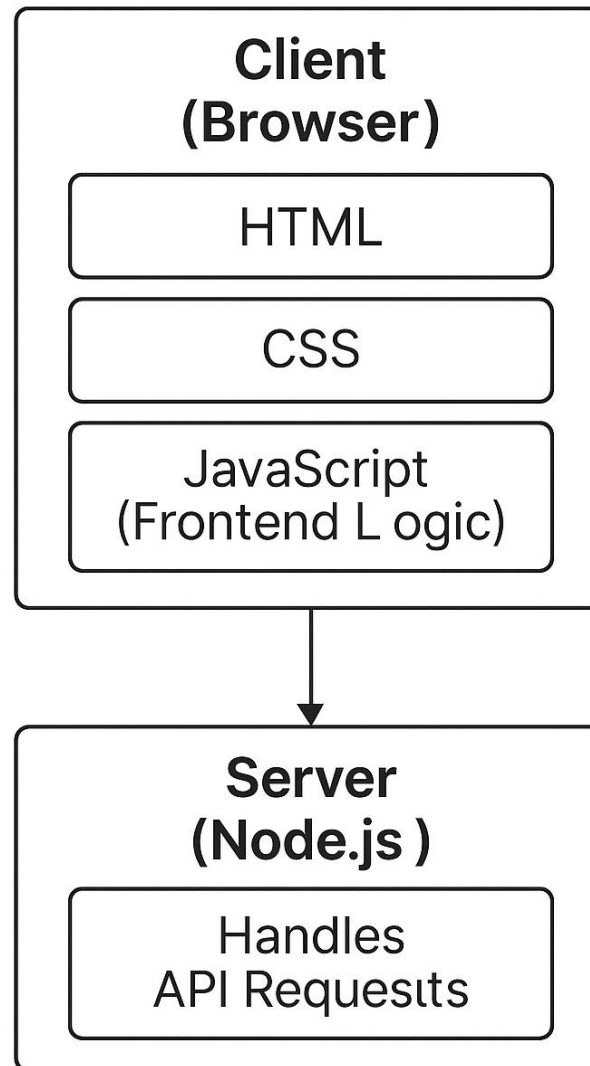 Client
(Browser)
HTML
CSS
JavaScript
(Frontend L ogic)
Server
(Node.js )
Handles
API Requesıts